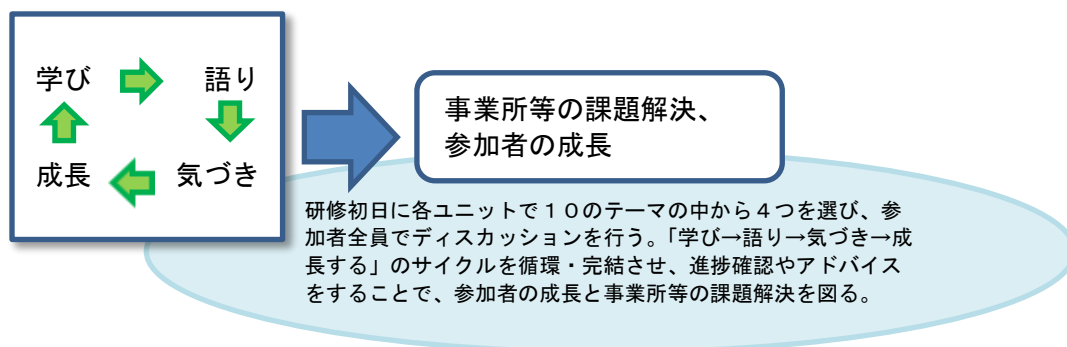 学び
語り
成長
気づき
事業所等の課題解決、
参加者の成長
研修初日に各ユニットで１０のテーマの中から４つを選び、参
加者全員でディスカッションを行う。「学び→語り→気づき→成
長する」のサイクルを循環・完結させ、進捗確認やアドバイス
をすることで、参加者の成長と事業所等の課題解決を図る。